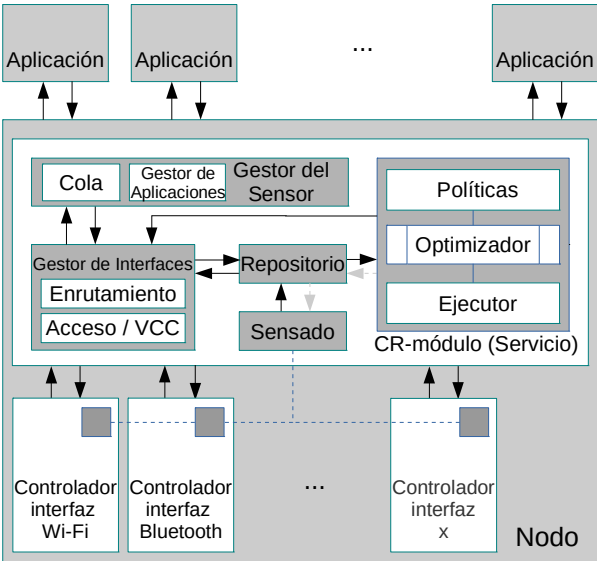 Aplicación
Aplicación
...
Aplicación
Cola
Gestor de
Aplicaciones
Gestor del
Sensor
Políticas
Optimizador
Ejecutor
CR-módulo (Servicio)
Gestor de Interfaces
Enrutamiento
Acceso / VCC
Repositorio
Sensado
Controlador
interfaz
Wi-Fi
Controlador
interfaz
Bluetooth
...
Controlador
interfaz
x
Nodo